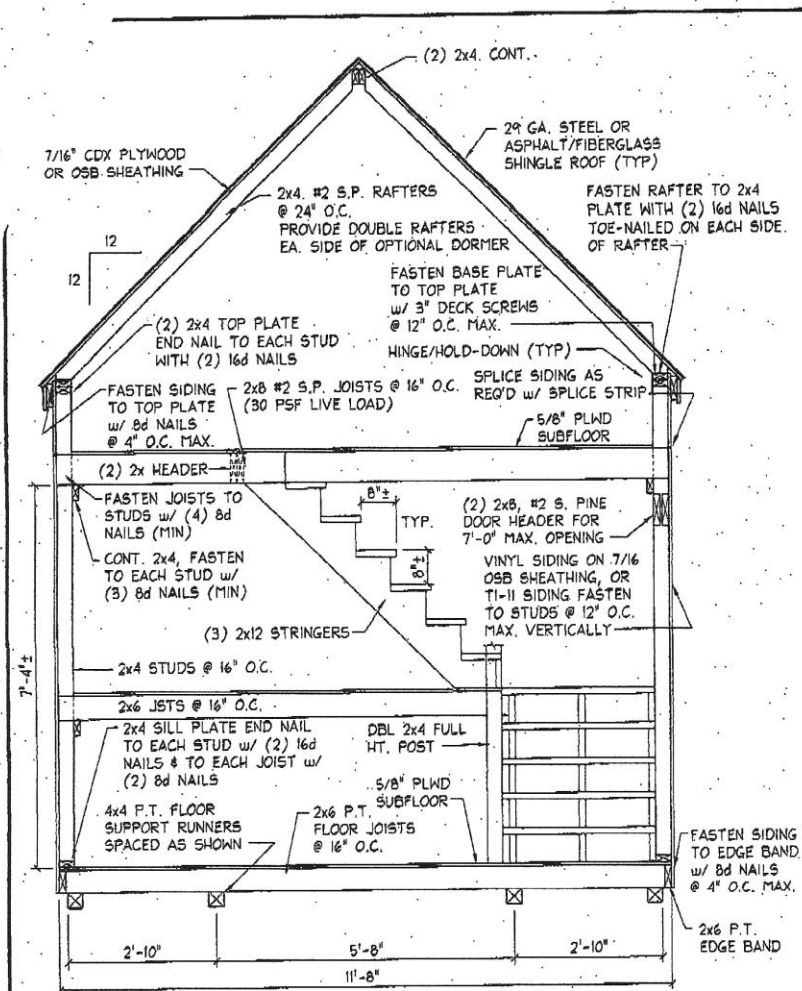 (2) 2x4. CONT.
29 GA. STEEL OR
ASPHALT/FIBERGLASS
SHINGLE ROOF (TYP)
7/16" CDX PLYWOOD
OR OSB SHEATHING
2x4. #2 S.P. RAFTERS
@ 24" O.C.
PROVIDE DOUBLE RAFTERS
EA. SIDE OF OPTIONAL DORMER
FASTEN RAFTER TO 2x4
PLATE WITH (2) 16d NAILS
TOE-NAILED ON EACH SIDE
OF RAFTER
12
12
FASTEN BASE PLATE
TO TOP PLATE
w/ 3" DECK SCREWS
@ 12" O.C. MAX.
(2) 2x4 TOP PLATE
END NAIL TO EACH STUD
WITH (2) 16d NAILS
HINGE/HOLD-DOWN (TYP)
FASTEN SIDING
TO TOP PLATE
w/ 8d NAILS
@ 4" O.C. MAX.
2x8 #2 S.P. JOISTS @ 16" O.C.
(30 PSF LIVE LOAD)
SPLICE SIDING AS
REQ'D w/ SPLICE STRIP
5/8" PLWD
SUBFLOOR
(2) 2x HEADER
FASTEN JOISTS TO
STUDS w/ (4) 8d
NAILS (MIN)
8"±
TYP.
8"±
(2) 2x8, #2 S. PINE
DOOR HEADER FOR
7'-0" MAX. OPENING
CONT. 2x4, FASTEN
TO EACH STUD w/
(3) 8d NAILS (MIN)
VINYL SIDING ON 7/16
OSB SHEATHING, OR
T1-11 SIDING FASTEN
TO STUDS @ 12" O.C.
MAX. VERTICALLY
(3) 2x12 STRINGERS
2x4 STUDS @ 16" O.C.
7'-4"±
2x6 JSTS @ 16" O.C.
2x4 SILL PLATE END NAIL
TO EACH STUD w/ (2) 16d
NAILS & TO EACH JOIST w/
(2) 8d NAILS
DBL 2x4 FULL
HT. POST
5/8" PLWD
SUBFLOOR
4x4 P.T. FLOOR
SUPPORT RUNNERS
SPACED AS SHOWN
2x6 P.T.
FLOOR JOISTS
@ 16" O.C.
FASTEN SIDING
TO EDGE BAND
w/ 8d NAILS
@ 4" O.C. MAX.
2x6 P.T.
EDGE BAND
2'-10"
5'-8"
2'-10"
11'-8"